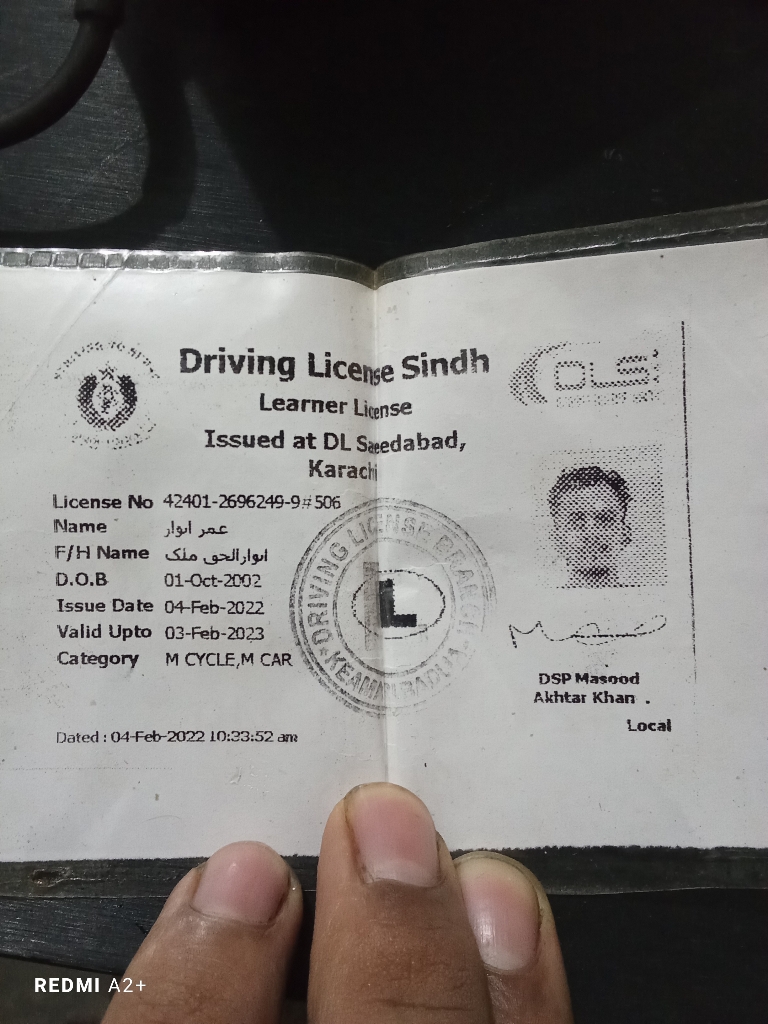 Driving License Sindh
Learner License
Issued at DL Saeedabad,
Karachi
DLS
License No 42401-2696249-9#506
Name عمر انوار
F/H Name انوارالحق ملک
D.O.B 01-Oct-2002
Issue Date 04-Feb-2022
Valid Upto 03-Feb-2023
Category M CYCLE,M CAR
DRIVING LICENSE BRANCH
L
DSP Masood
Akhtar Khan .
Local
Dated : 04-Feb-2022 10:33:52 am
REDMI A2+